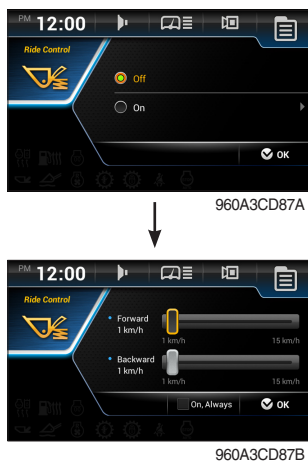 PM 12:00
Ride Control
Off
On
OK
960A3CD87A
PM 12:00
Ride Control
Forward
1 km/h
1 km/h 15 km/h
Backward
1 km/h
1 km/h 15 km/h
On, Always OK
960A3CD87B